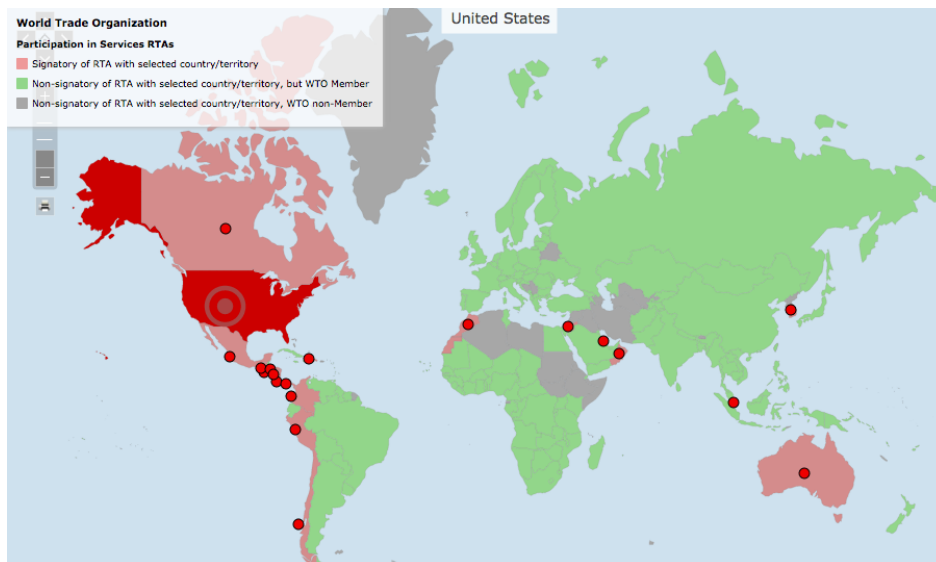 World Trade Organization
United States
Participation in Services RTAs
Signatory of RTA with selected country/territory
Non-signatory of RTA with selected country/territory, but WTO Member
Non-signatory of RTA with selected country/territory, WTO non-Member